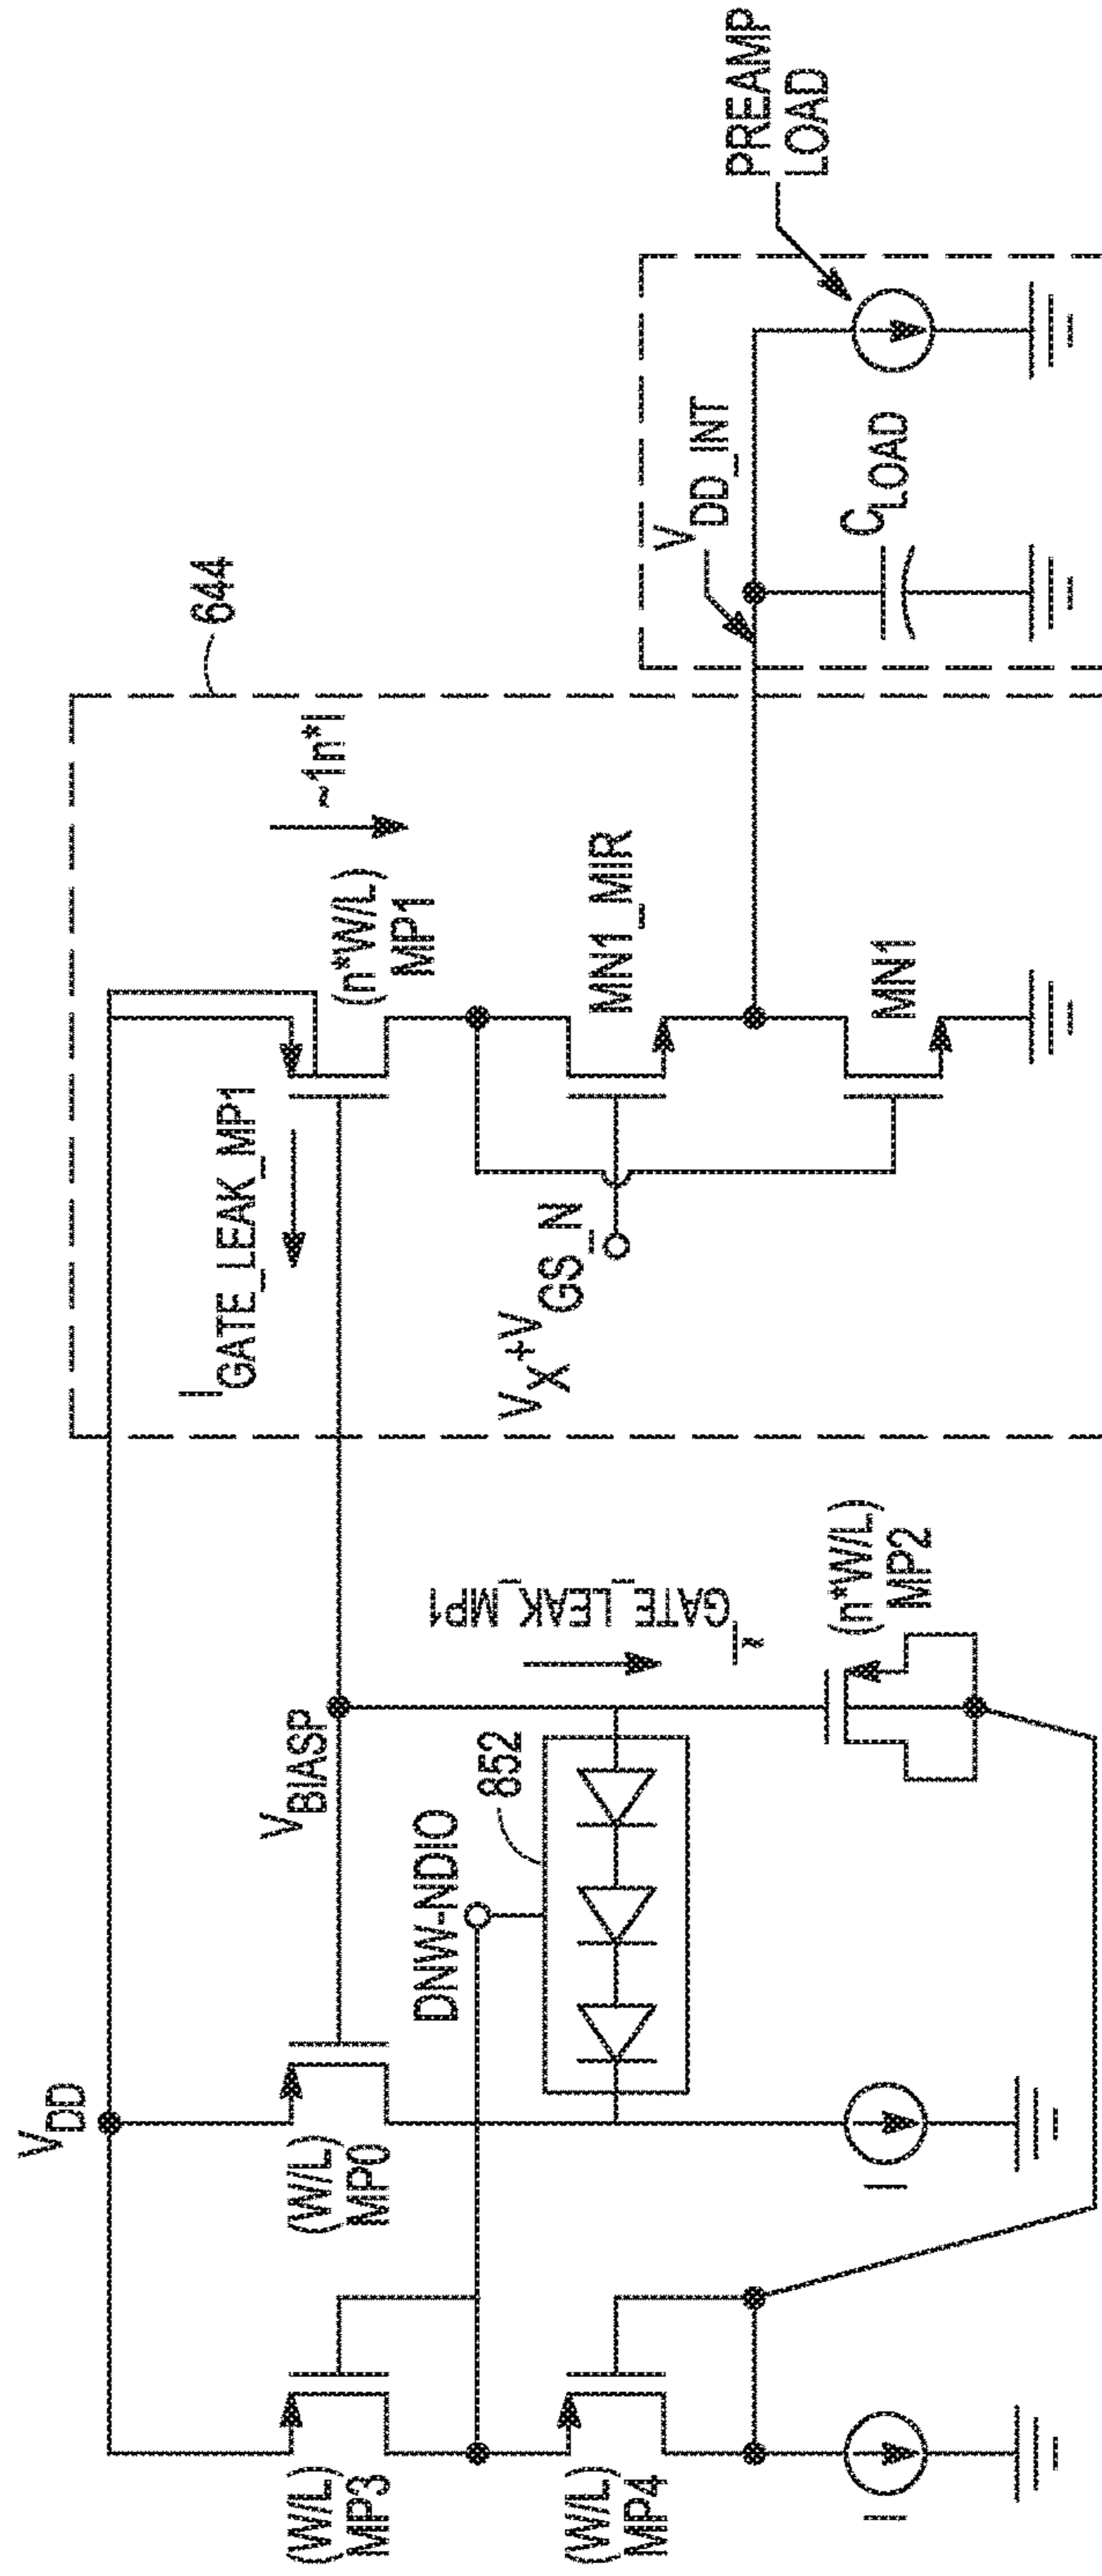 V_DD
(W/L)
MP3
(W/L)
MP0
V_BIASP
I_GATE_LEAK_MP1
(n*W/L)
MP1
~1n*I
644
DNW-NDIO
852
≈I_GATE_LEAK_MP1
V_X+V_GS_N
MN1_MIR
V_DD_INT
PREAMP
LOAD
(W/L)
MP4
(n*W/L)
MP2
MN1
C_LOAD
I
I